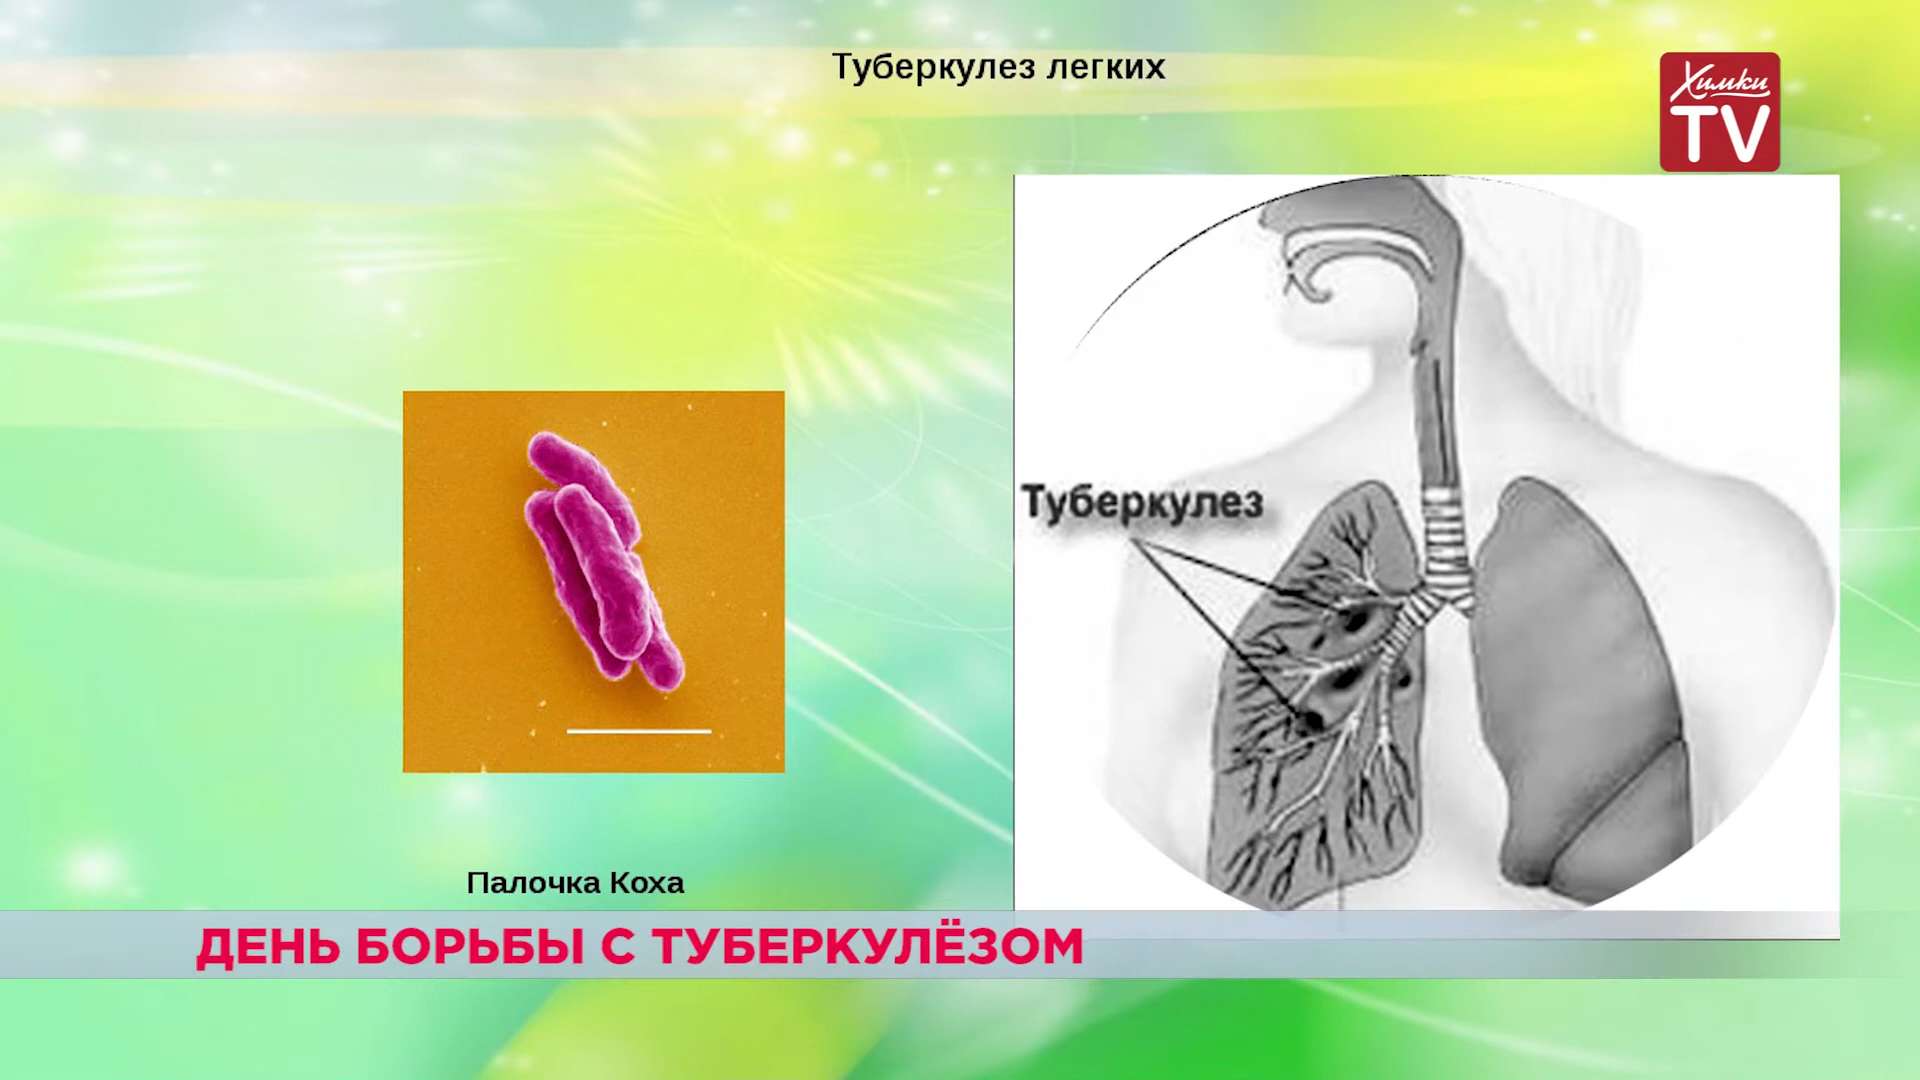 Туберкулез легких
Химки
TV
Туберкулез
Палочка Коха
ДЕНЬ БОРЬБЫ С ТУБЕРКУЛЁЗОМ